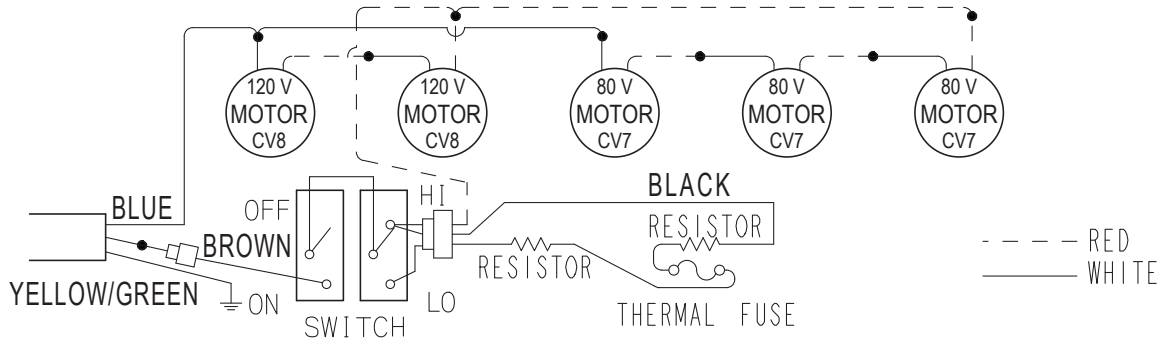 120 V
MOTOR
CV8
120 V
MOTOR
CV8
80 V
MOTOR
CV7
80 V
MOTOR
CV7
80 V
MOTOR
CV7
BLUE
OFF
HI
BLACK
BROWN
RESISTOR
RESISTOR
RED
WHITE
YELLOW/GREEN
ON
LO
THERMAL FUSE
SWITCH